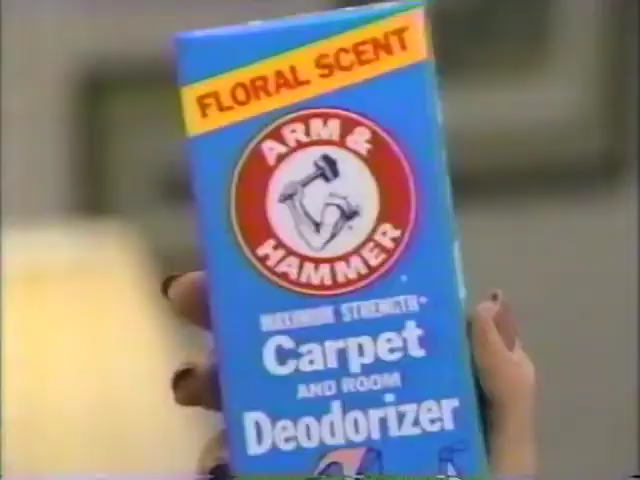 FLORAL SCENT
ARM &
HAMMER
MAXIMUM STRENGTH
Carpet
AND ROOM
Deodorizer